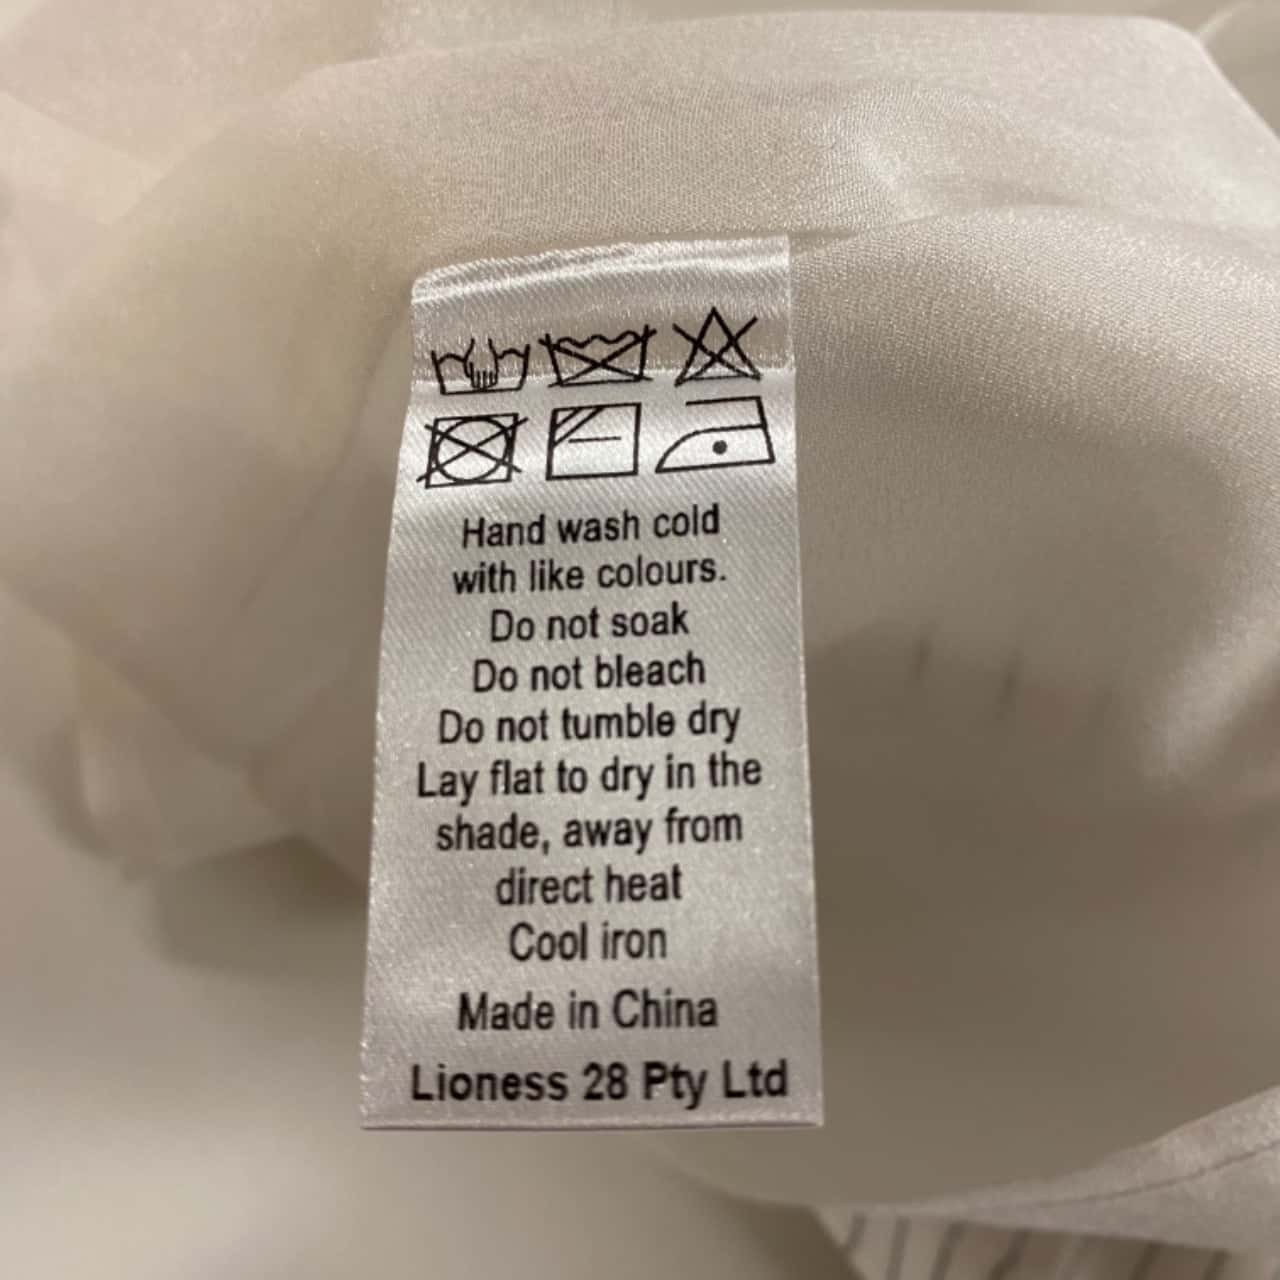 Hand wash cold
with like colours.
Do not soak
Do not bleach
Do not tumble dry
Lay flat to dry in the
shade, away from
direct heat
Cool iron
Made in China
Lioness 28 Pty Ltd